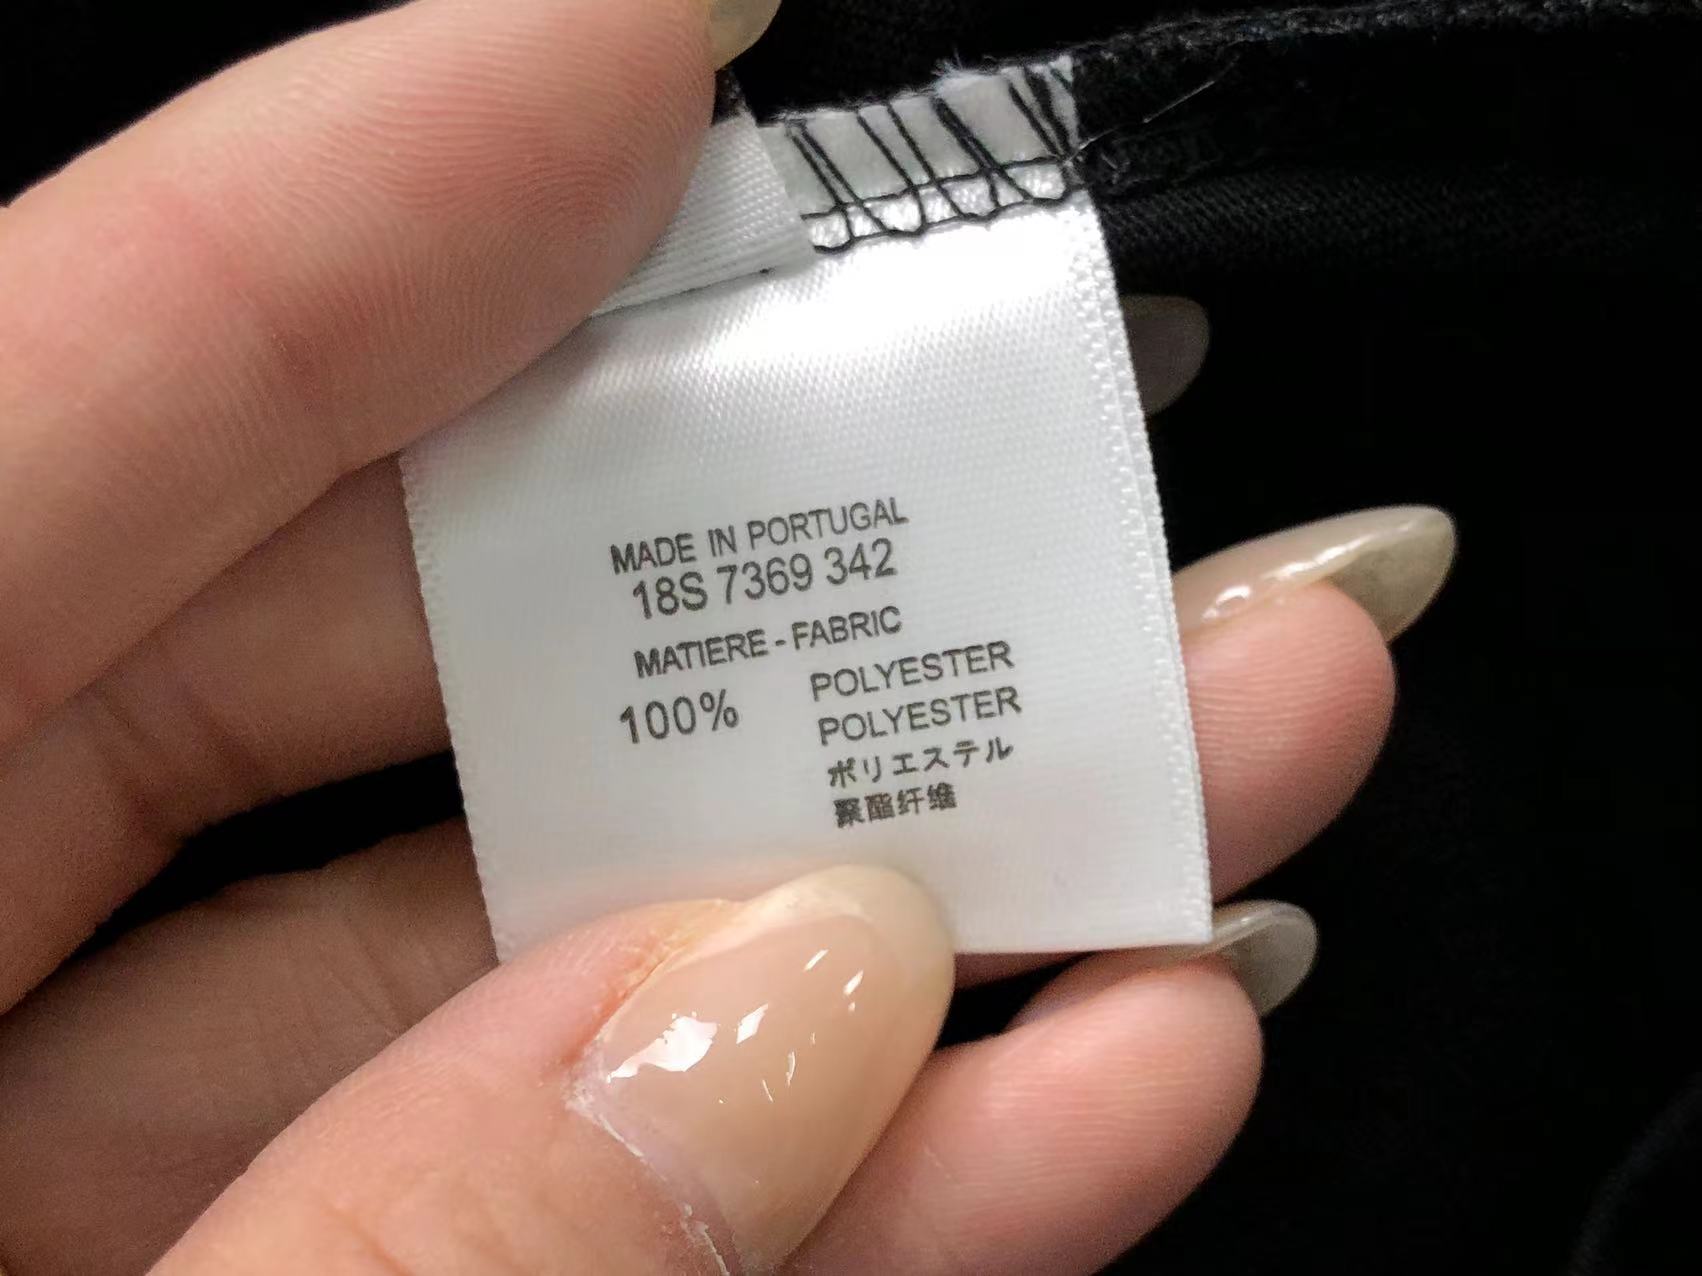 MADE IN PORTUGAL
18S 7369 342
MATIERE - FABRIC
100% POLYESTER
POLYESTER
ポリエステル
聚酯纤维